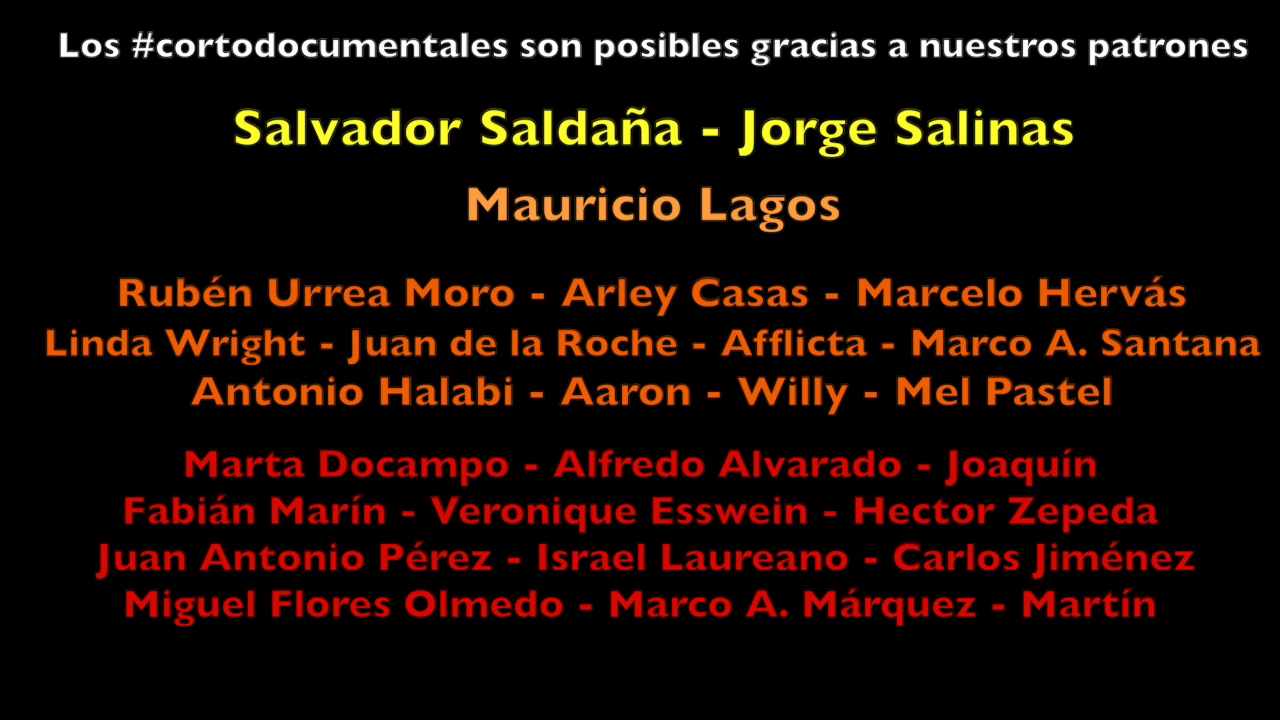 Los #cortodocumentales son posibles gracias a nuestros patrones
Salvador Saldaña - Jorge Salinas
Mauricio Lagos
Rubén Urrea Moro - Arley Casas - Marcelo Hervás
Linda Wright - Juan de la Roche - Afflicta - Marco A. Santana
Antonio Halabi - Aaron - Willy - Mel Pastel
Marta Docampo - Alfredo Alvarado - Joaquín
Fabián Marín - Veronique Esswein - Hector Zepeda
Juan Antonio Pérez - Israel Laureano - Carlos Jiménez
Miguel Flores Olmedo - Marco A. Márquez - Martín